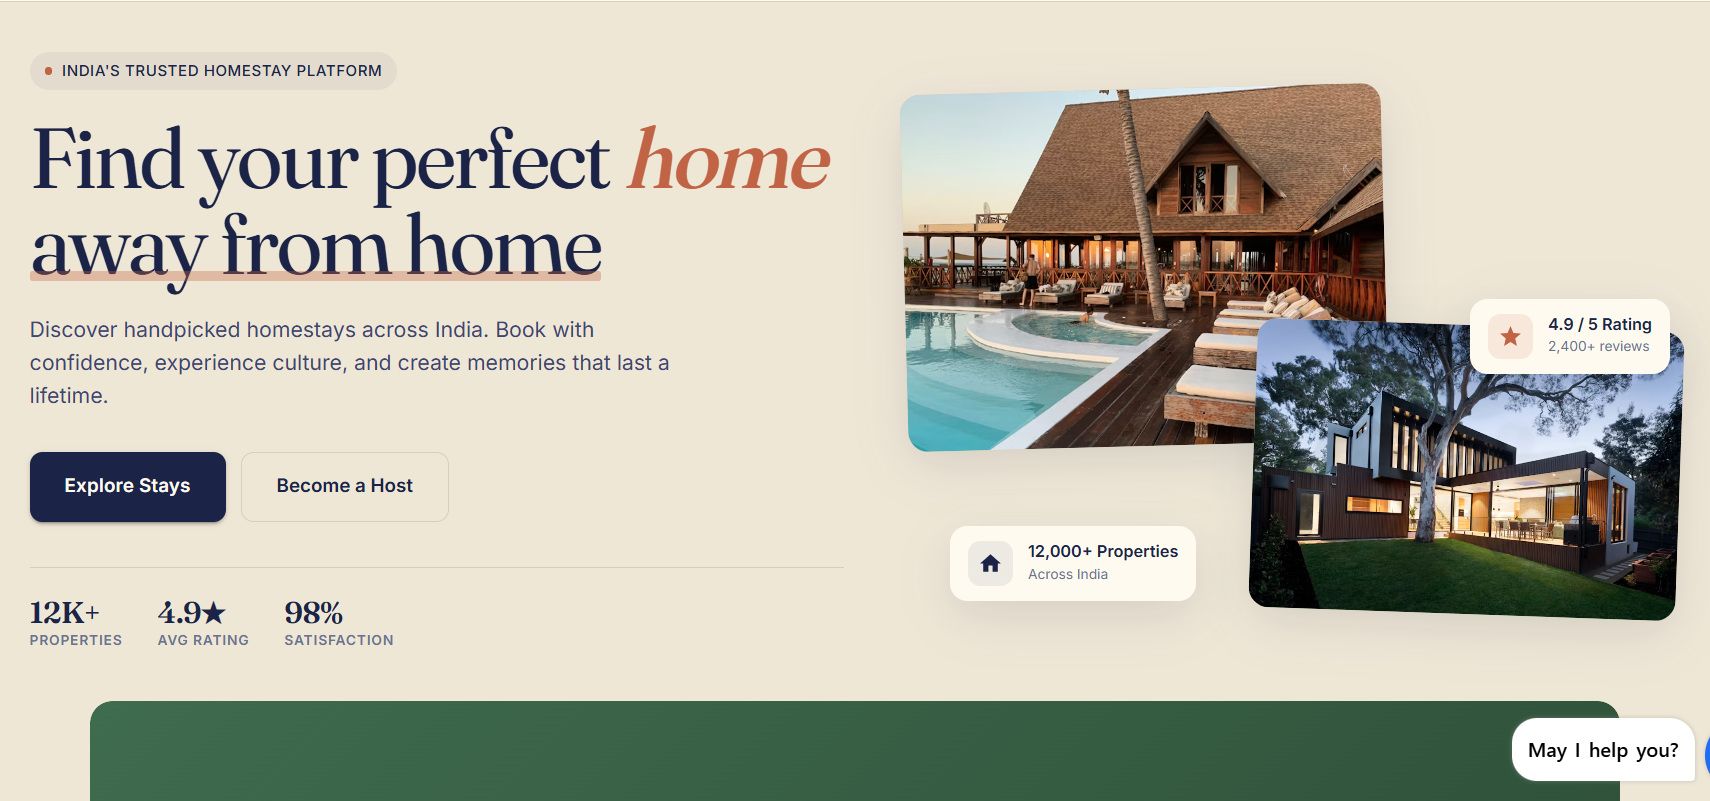 INDIA'S TRUSTED HOMESTAY PLATFORM
Find your perfect home
away from home
Discover handpicked homestays across India. Book with
confidence, experience culture, and create memories that last a
lifetime.
Explore Stays
Become a Host
12K+
PROPERTIES
4.9★
AVG RATING
98%
SATISFACTION
4.9 / 5 Rating
2,400+ reviews
12,000+ Properties
Across India
May I help you?